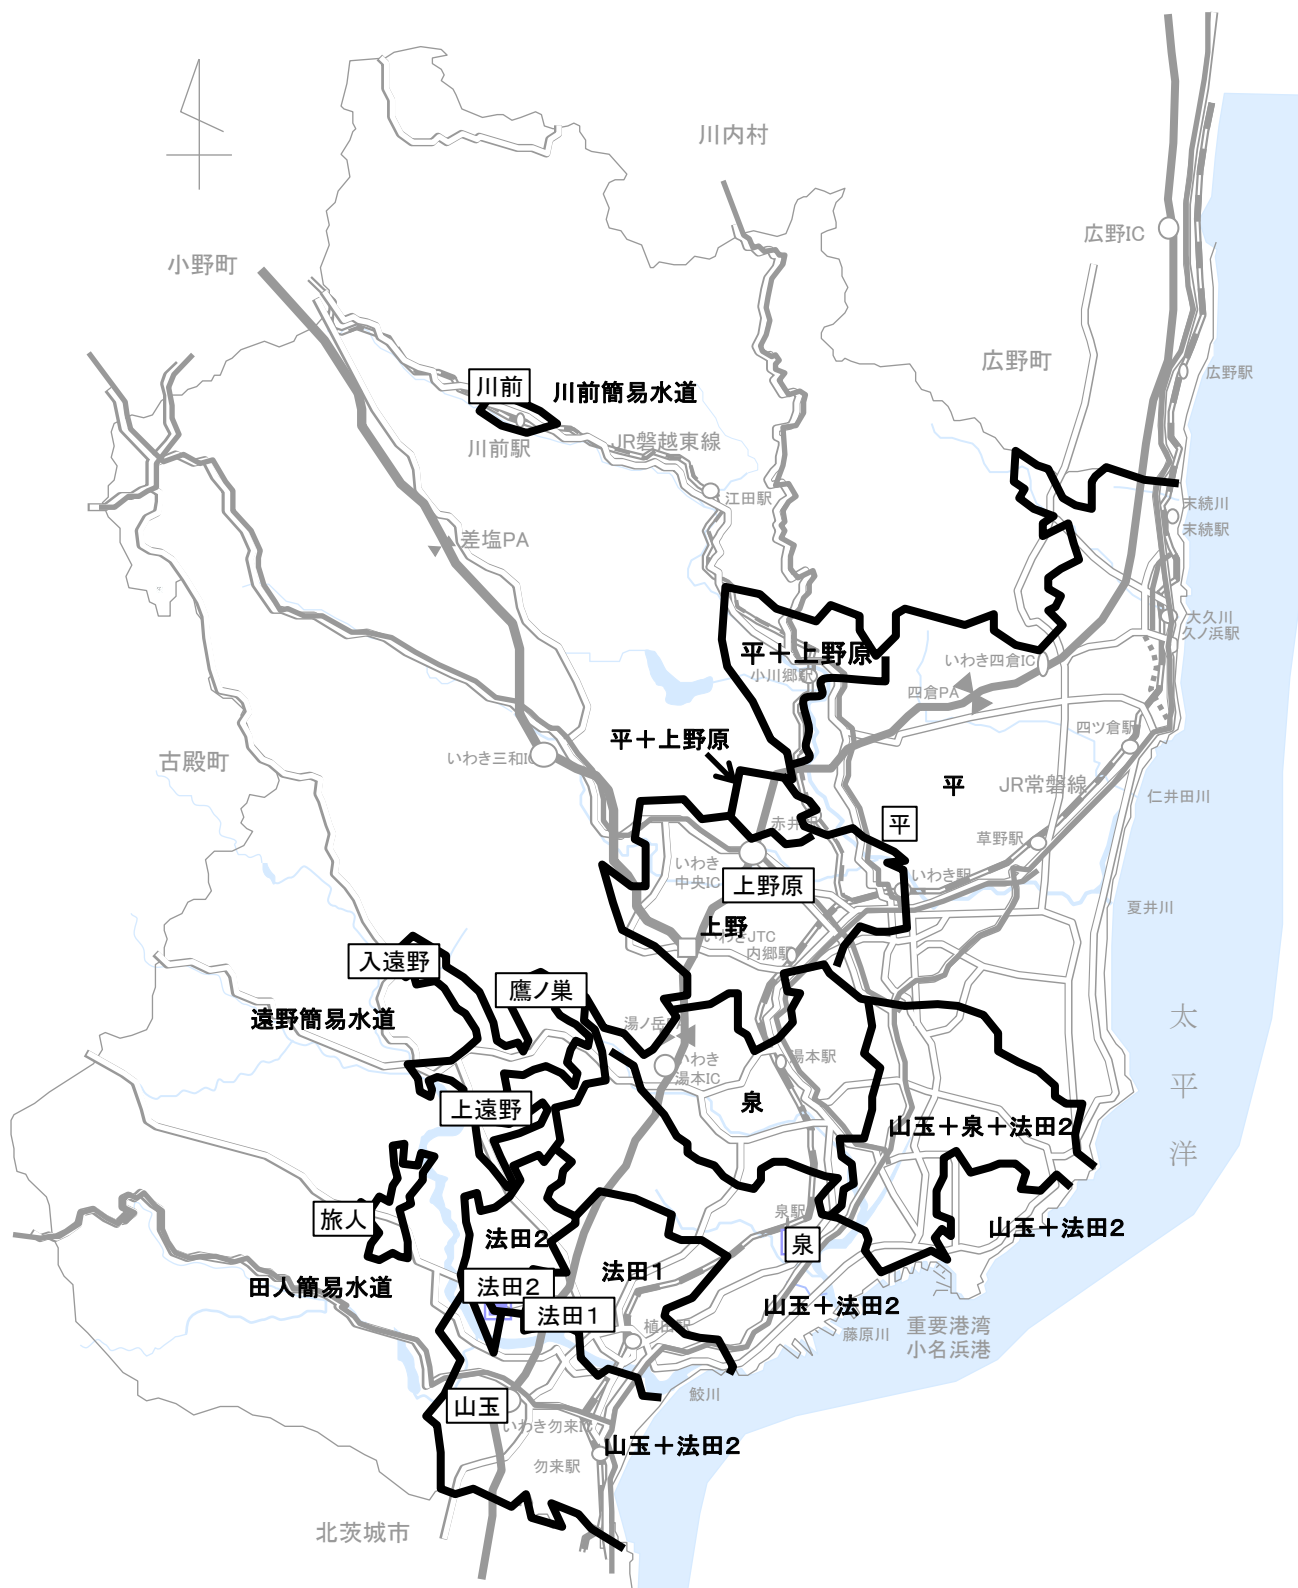 川内村
広野IC
小野町
広野町
広野駅
川前
川前簡易水道
川前駅
JR磐越東線
江田駅
末続川
末続駅
差塩PA
大久川
久ノ浜駅
平+上野原
いわき四倉IC
小川郷駅
四倉PA
四ツ倉駅
平+上野原
いわき三和IC
古殿町
平
JR常磐線
仁井田川
赤井
平
草野駅
いわき
中央IC
上野原
いわき駅
夏井川
上野
いわきJTC
内郷駅
入遠野
鷹ノ巣
遠野簡易水道
湯ノ岳
太平洋
いわき
湯本IC
湯本駅
上遠野
泉
山玉+泉+法田2
旅人
泉駅
山玉+法田2
法田2
泉
田人簡易水道
法田2
法田1
法田1
山玉+法田2
植田駅
藤原川
重要港湾
小名浜港
山玉
鮫川
いわき勿来IC
山玉+法田2
勿来駅
北茨城市